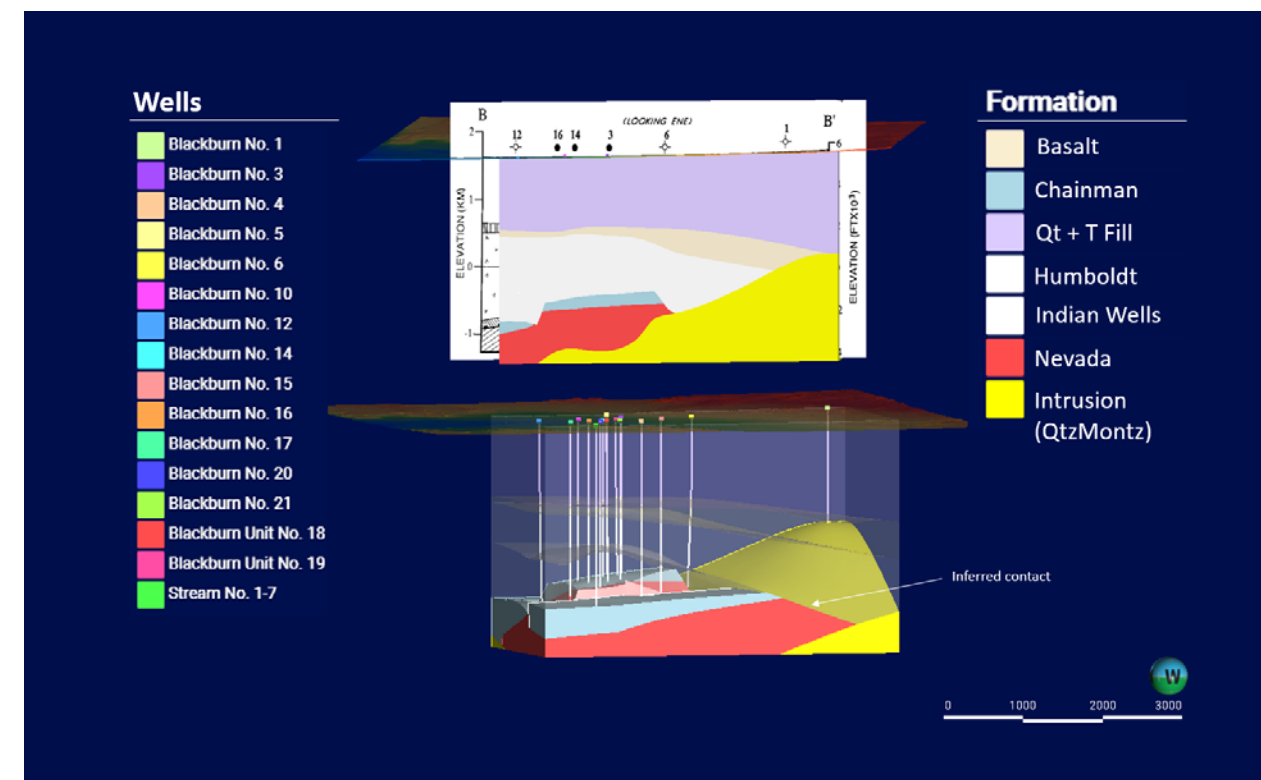 Wells
Blackburn No. 1
Blackburn No. 3
Blackburn No. 4
Blackburn No. 5
Blackburn No. 6
Blackburn No. 10
Blackburn No. 12
Blackburn No. 14
Blackburn No. 15
Blackburn No. 16
Blackburn No. 17
Blackburn No. 20
Blackburn No. 21
Blackburn Unit No. 18
Blackburn Unit No. 19
Stream No. 1-7
B (LOOKING ENE) B'
12 16 14 3 6 1
2
1
0
-1
ELEVATION (KM)
6
2
ELEVATION (FTX10³)
Formation
Basalt
Chainman
Qt + T Fill
Humboldt
Indian Wells
Nevada
Intrusion
(QtzMontz)
Inferred contact
W
0 1000 2000 3000